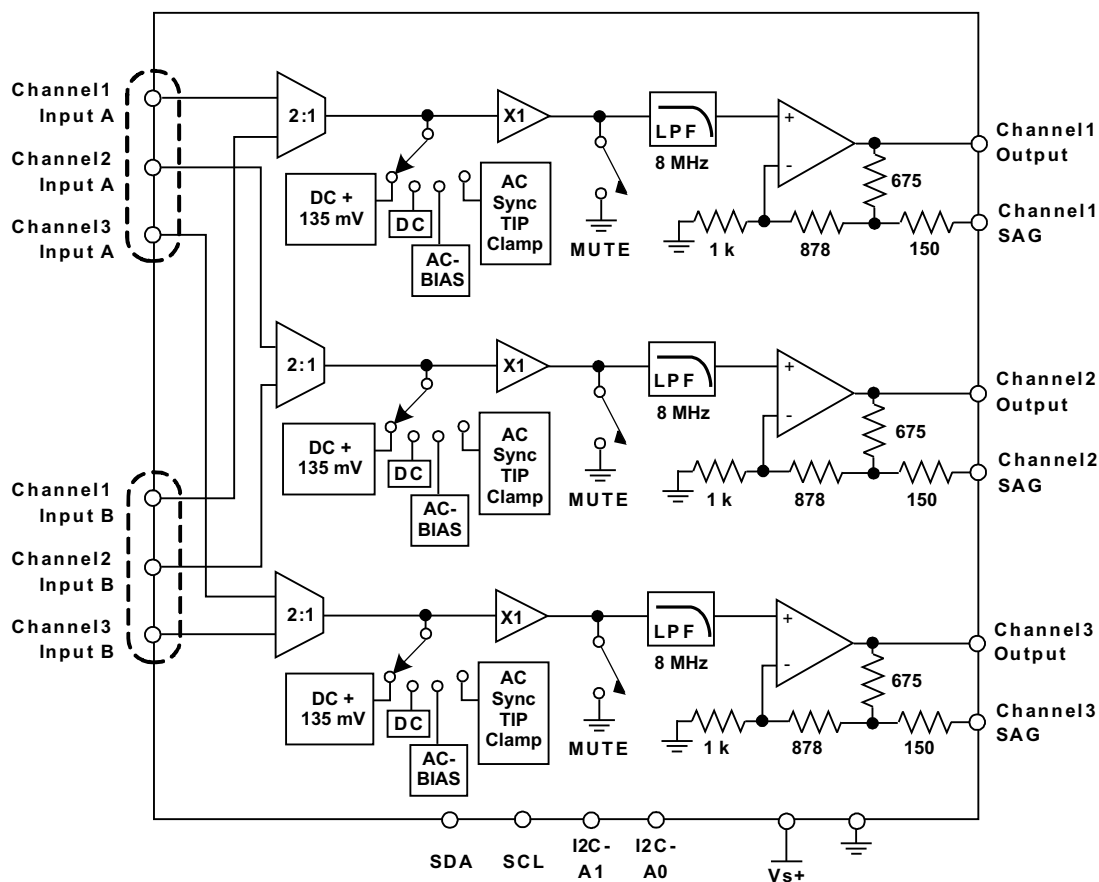 Channel1
Input A
Channel2
Input A
Channel3
Input A
Channel1
Input B
Channel2
Input B
Channel3
Input B
2:1
X1
LPF
8 MHz
+
-
DC +
135 mV
DC
AC-
BIAS
AC
Sync
TIP
Clamp
MUTE
1 k
878
675
150
Channel1
Output
Channel1
SAG
2:1
X1
LPF
8 MHz
+
-
DC +
135 mV
DC
AC-
BIAS
AC
Sync
TIP
Clamp
MUTE
1 k
878
675
150
Channel2
Output
Channel2
SAG
2:1
X1
LPF
8 MHz
+
-
DC +
135 mV
DC
AC-
BIAS
AC
Sync
TIP
Clamp
MUTE
1 k
878
675
150
Channel3
Output
Channel3
SAG
SDA
SCL
I2C-
A1
I2C-
A0
Vs+